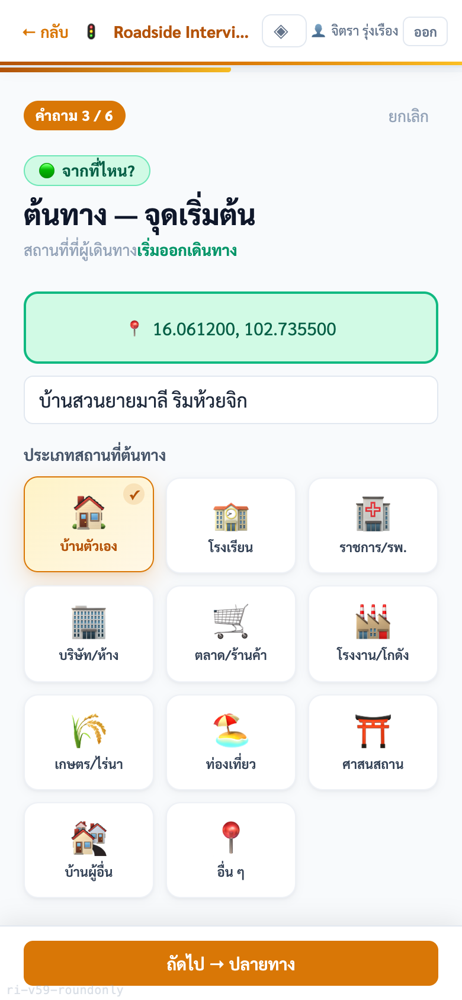 ← กลับ Roadside Intervi... จิตรา รุ่งเรือง ออก
คำถาม 3 / 6 ยกเลิก
จากที่ไหน?
ต้นทาง — จุดเริ่มต้น
สถานที่ที่ผู้เดินทางเริ่มออกเดินทาง
16.061200, 102.735500
บ้านสวนยายมาลี ริมห้วยจิก
ประเภทสถานที่ต้นทาง
บ้านตัวเอง โรงเรียน ราชการ/รพ.
บริษัท/ห้าง ตลาด/ร้านค้า โรงงาน/โกดัง
เกษตร/ไร่นา ท่องเที่ยว ศาสนสถาน
บ้านผู้อื่น อื่น ๆ
ถัดไป → ปลายทาง
ri-v59-roundonly